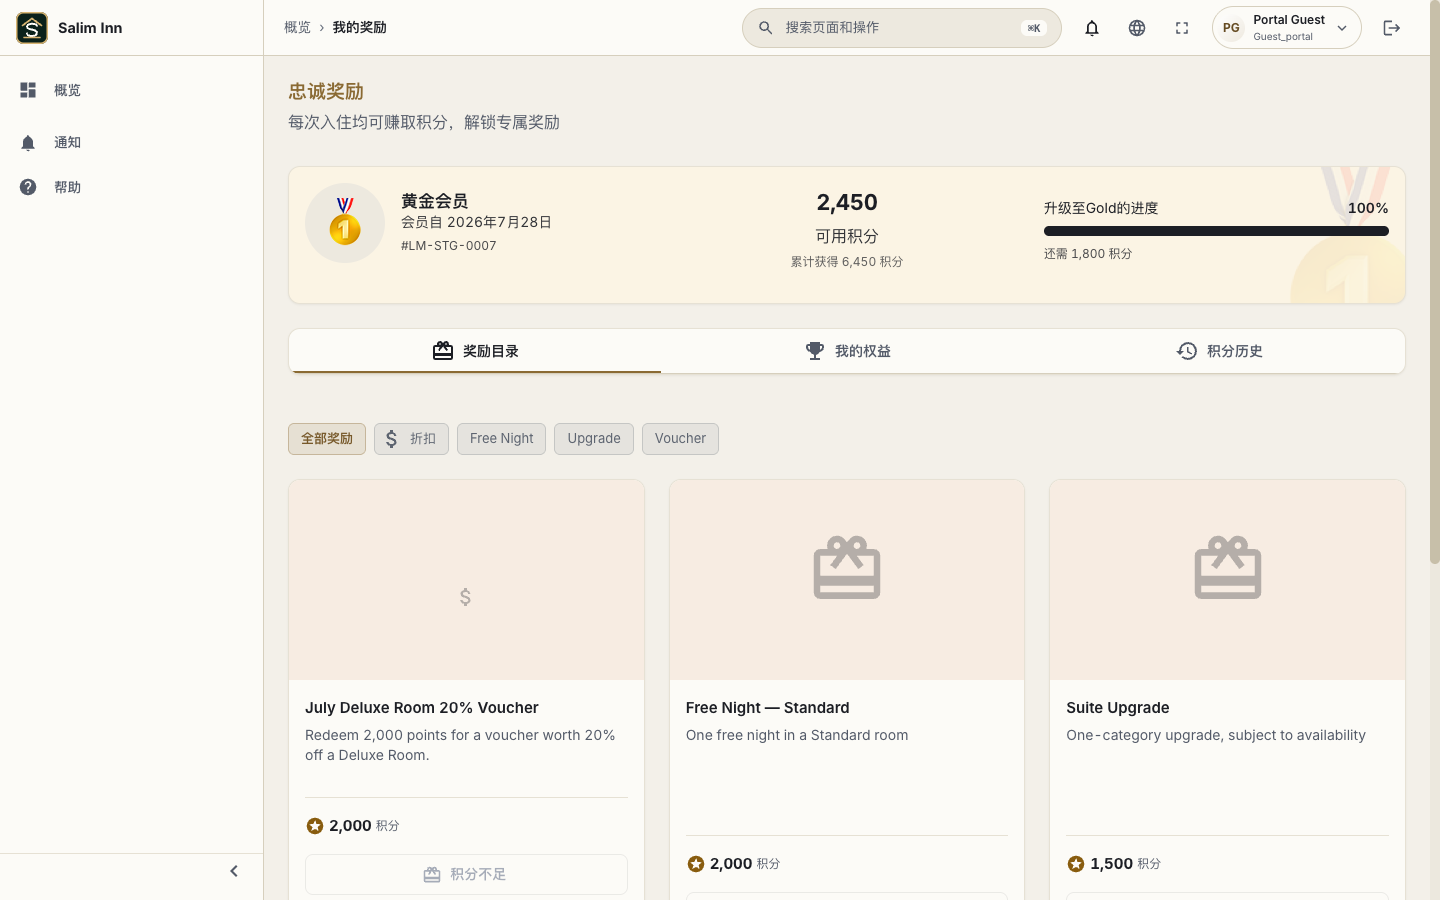 Salim Inn
概览 › 我的奖励
搜索页面和操作
⌘K
PG
Portal Guest
Guest_portal
概览
通知
帮助
忠诚奖励
每次入住均可赚取积分，解锁专属奖励
黄金会员
会员自 2026年7月28日
#LM-STG-0007
2,450
可用积分
累计获得 6,450 积分
升级至Gold的进度
100%
还需 1,800 积分
奖励目录
我的权益
积分历史
全部奖励
$ 折扣
Free Night
Upgrade
Voucher
$
July Deluxe Room 20% Voucher
Redeem 2,000 points for a voucher worth 20%
off a Deluxe Room.
2,000 积分
积分不足
Free Night — Standard
One free night in a Standard room
2,000 积分
Suite Upgrade
One-category upgrade, subject to availability
1,500 积分